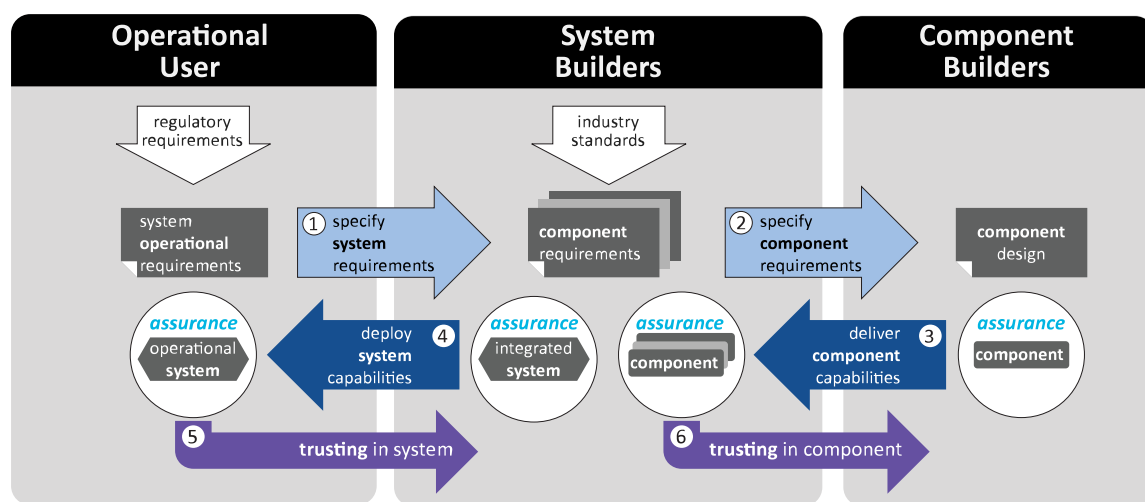 Operational
User
System
Builders
Component
Builders
regulatory
requirements
industry
standards
system
operational
requirements
1
specify
system
requirements
component
requirements
2
specify
component
requirements
component
design
assurance
operational
system
deploy
system
capabilities
4
assurance
integrated
system
assurance
component
deliver
component
capabilities
3
assurance
component
5
trusting in system
6
trusting in component